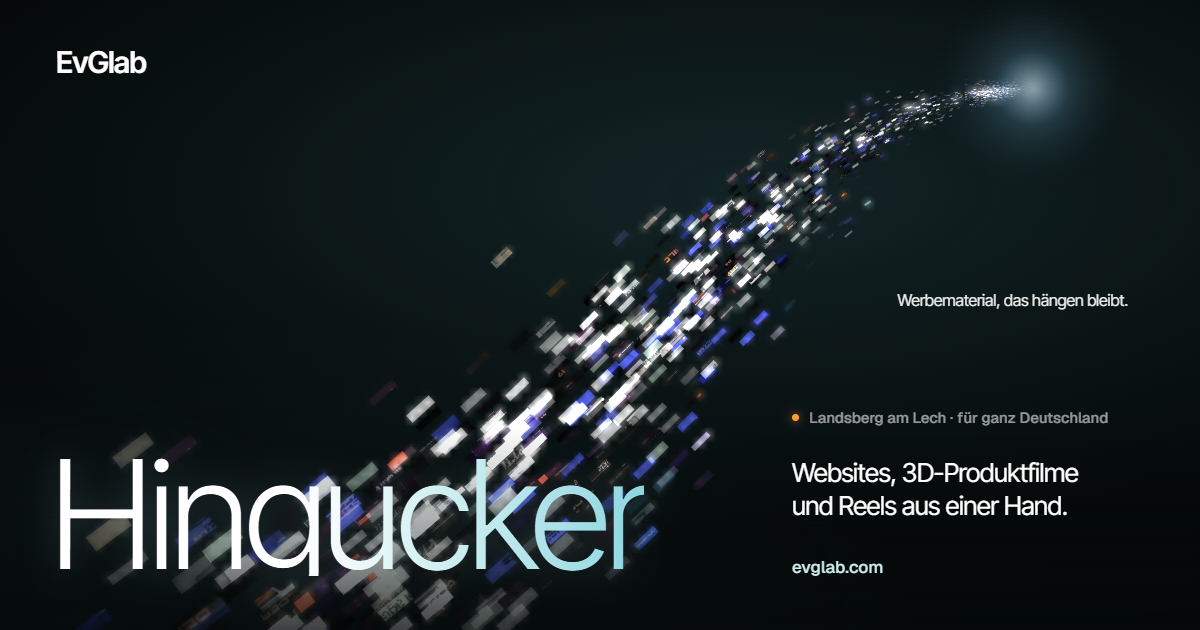 EvGlab
Werbematerial, das hängen bleibt.
Landsberg am Lech · für ganz Deutschland
Hinqucker
Websites, 3D-Produktfilme
und Reels aus einer Hand.
evglab.com